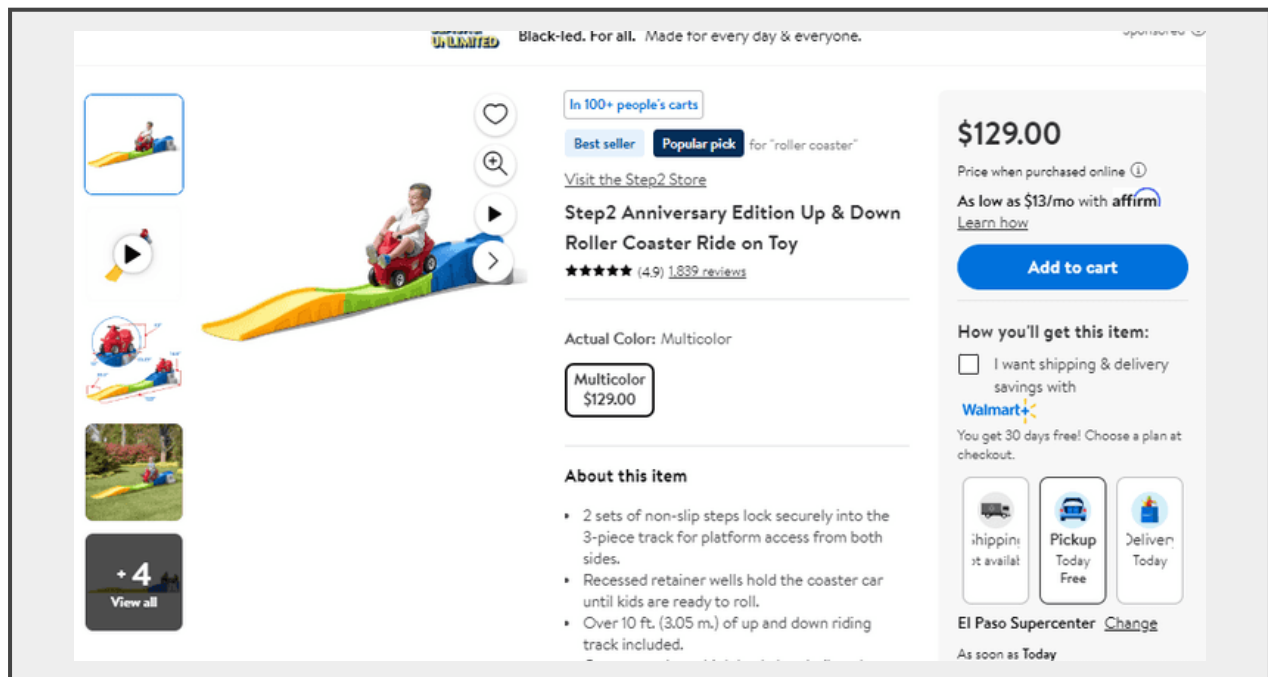 UNLIMITED Black-led. For all. Made for every day & everyone.
Sponsored
In 100+ people's carts
Best seller Popular pick for "roller coaster"
Visit the Step2 Store
Step2 Anniversary Edition Up & Down
Roller Coaster Ride on Toy
(4.9) 1,839 reviews
Actual Color: Multicolor
Multicolor
$129.00
About this item
• 2 sets of non-slip steps lock securely into the
3-piece track for platform access from both
sides.
• Recessed retainer wells hold the coaster car
until kids are ready to roll.
• Over 10 ft. (3.05 m.) of up and down riding
track included.
+4
View all
$129.00
Price when purchased online
As low as $13/mo with affirm
Learn how
Add to cart
How you'll get this item:
I want shipping & delivery
savings with
Walmart+
You get 30 days free! Choose a plan at
checkout.
hipping
ot availab
Pickup
Today
Free
Delivery
Today
El Paso Supercenter Change
As soon as Today